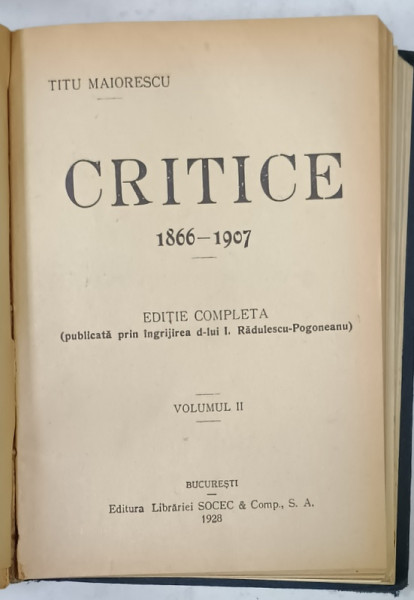 TITU MAIORESCU
CRITICE
1866—1907
EDIȚIE COMPLETA
(publicată prin îngrijirea d-lui I. Rădulescu-Pogoneanu)
VOLUMUL II
BUCUREȘTI
Editura Librăriei SOCEC & Comp., S. A.
1928